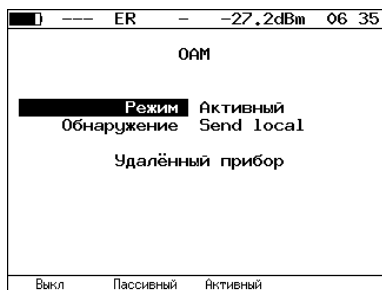 --- ER - -27.2dBm 06 35
OAM
Режим Активный
Обнаружение Send local
Удалённый прибор
Выкл Пассивный Активный